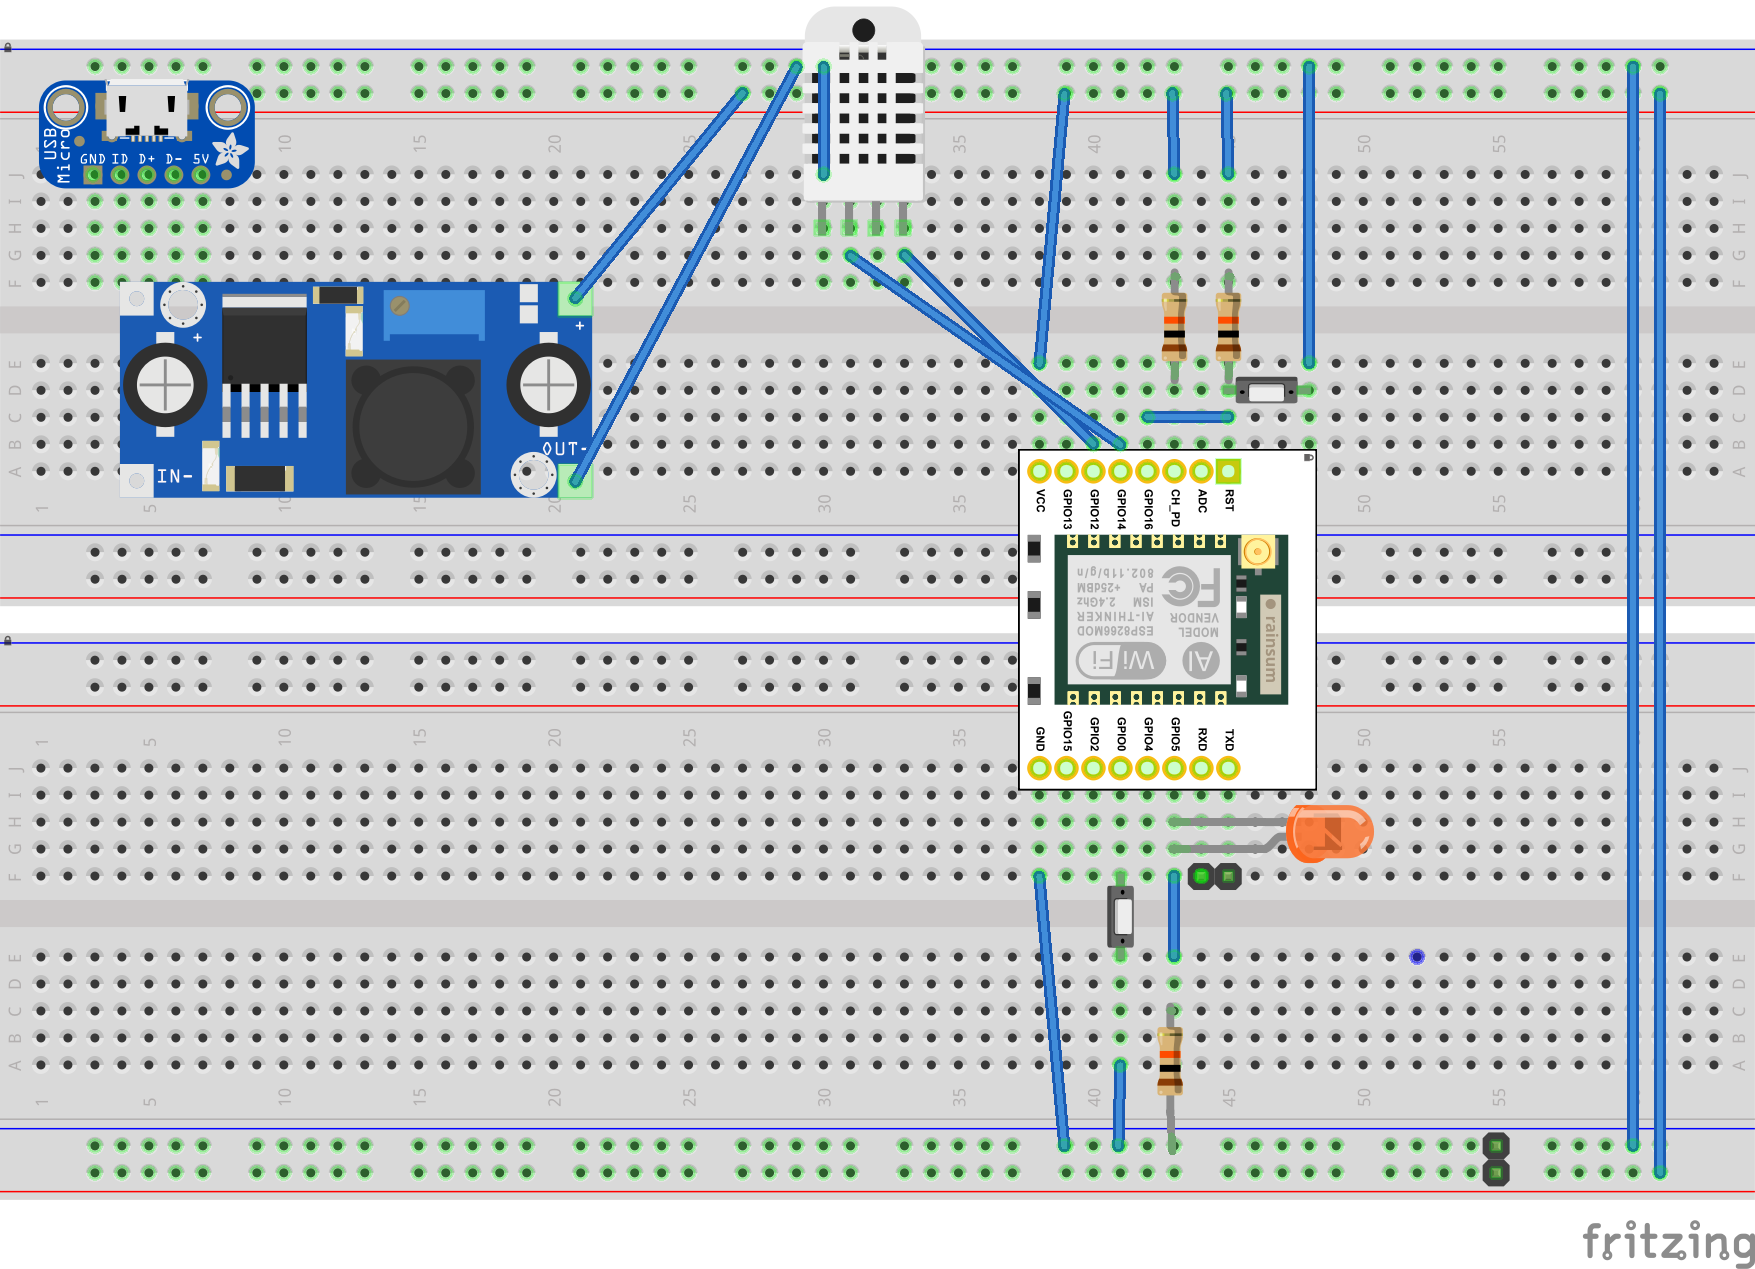 USB
Micro
GND ID D+ D- 5V
10 15 20 25 30 35 40 45 50 55
J J
I I
H H
G G
F F
+ +
E E
D D
C C
B B
A A
OUT-
IN-
1 5 10 15 20 25 30 35 50 55
VCC GPIO13 GPIO12 GPIO14 GPIO16 CH_PD ADC RST
FC
802.11b/g/n
PA +25dBM
ISM 2.4Ghz
AI-THINKER
ESP8266MOD
VENDOR
MODEL
WiFi
AI
rainsum
GND GPIO15 GPIO2 GPIO0 GPIO4 GPIO5 RXD TXD
1 5 10 15 20 25 30 35 50 55
J J
I I
H H
G G
F F
E E
D D
C C
B B
A A
1 5 10 15 20 25 30 35 40 45 50 55
fritzing